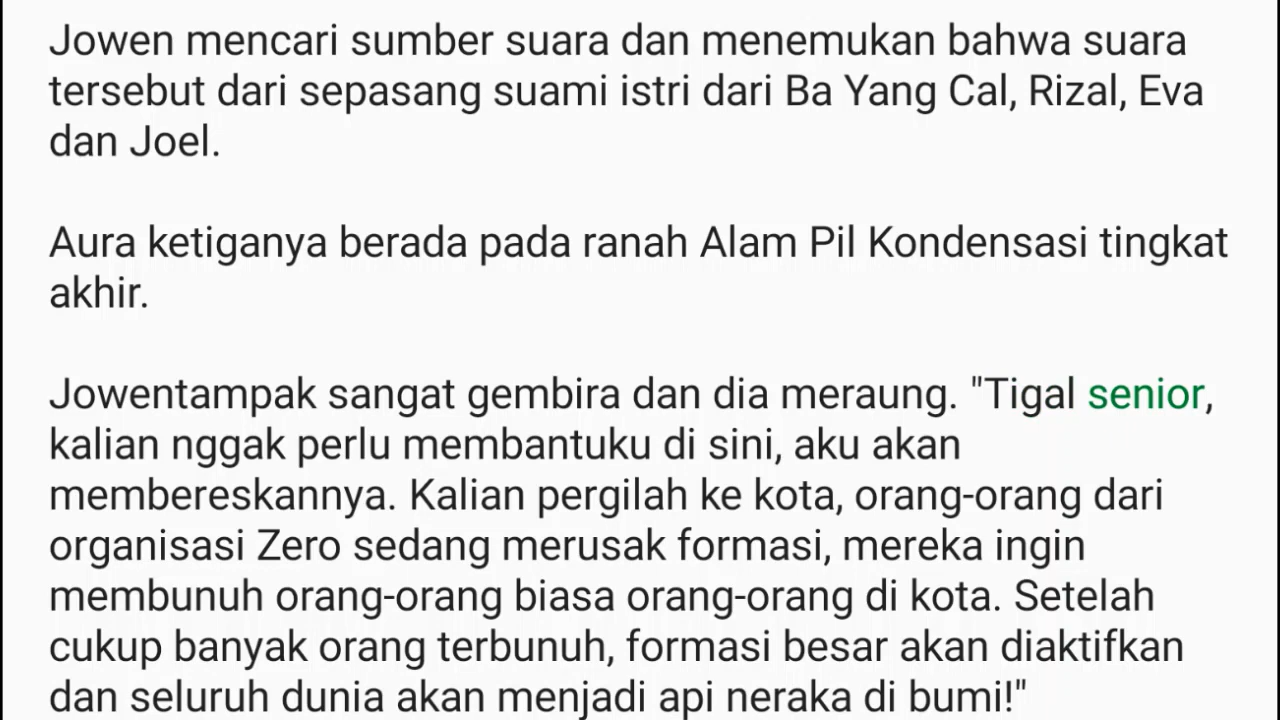 Jowen mencari sumber suara dan menemukan bahwa suara
tersebut dari sepasang suami istri dari Ba Yang Cal, Rizal, Eva
dan Joel.
Aura ketiganya berada pada ranah Alam Pil Kondensasi tingkat
akhir.
Jowentampak sangat gembira dan dia meraung. "Tigal senior,
kalian nggak perlu membantuku di sini, aku akan
membereskannya. Kalian pergilah ke kota, orang-orang dari
organisasi Zero sedang merusak formasi, mereka ingin
membunuh orang-orang biasa orang-orang di kota. Setelah
cukup banyak orang terbunuh, formasi besar akan diaktifkan
dan seluruh dunia akan menjadi api neraka di bumi!"